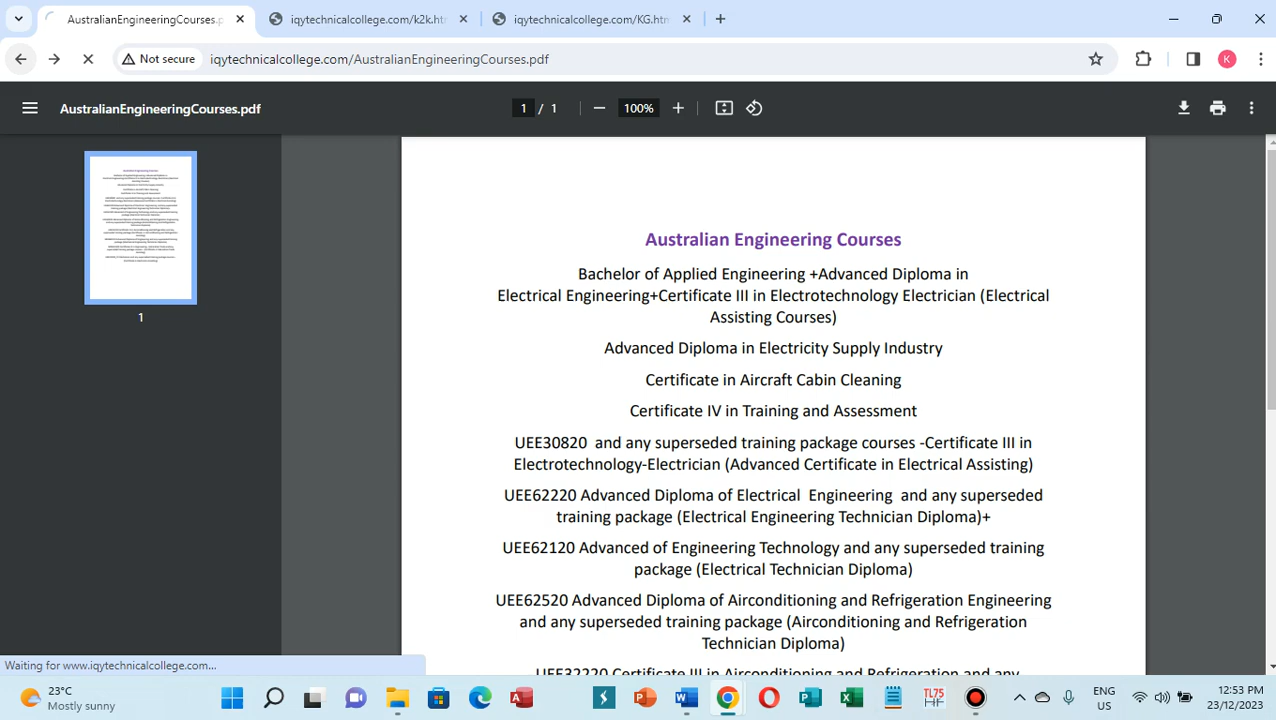 AustralianEngineeringCourses.p
iqytechnicalcollege.com/k2k.htm
iqytechnicalcollege.com/KG.htm
Not secure
iqytechnicalcollege.com/AustralianEngineeringCourses.pdf
K
AustralianEngineeringCourses.pdf
1 / 1
100%
1
Australian Engineering Courses
Bachelor of Applied Engineering +Advanced Diploma in
Electrical Engineering+Certificate III in Electrotechnology Electrician (Electrical
Assisting Courses)
Advanced Diploma in Electricity Supply Industry
Certificate in Aircraft Cabin Cleaning
Certificate IV in Training and Assessment
UEE30820 and any superseded training package courses -Certificate III in
Electrotechnology-Electrician (Advanced Certificate in Electrical Assisting)
UEE62220 Advanced Diploma of Electrical Engineering and any superseded
training package (Electrical Engineering Technician Diploma)+
UEE62120 Advanced of Engineering Technology and any superseded training
package (Electrical Technician Diploma)
UEE62520 Advanced Diploma of Airconditioning and Refrigeration Engineering
and any superseded training package (Airconditioning and Refrigeration
Technician Diploma)
UEE32220 Certificate III in Airconditioning and Refrigeration and any
Waiting for www.iqytechnicalcollege.com...
23°C
Mostly sunny
TL75
ENG
US
12:53 PM
23/12/2023